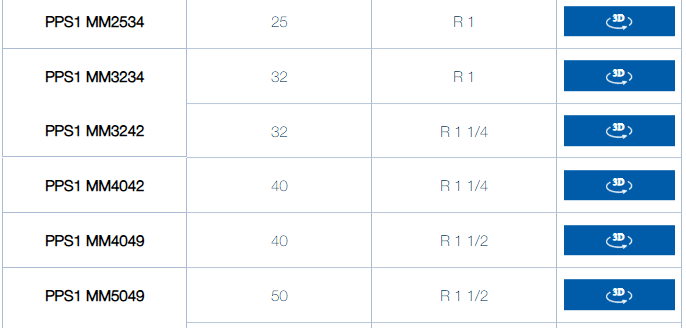 PPS1 MM2534 25 R 1 3D
PPS1 MM3234 32 R 1 3D
PPS1 MM3242 32 R 1 1/4 3D
PPS1 MM4042 40 R 1 1/4 3D
PPS1 MM4049 40 R 1 1/2 3D
PPS1 MM5049 50 R 1 1/2 3D